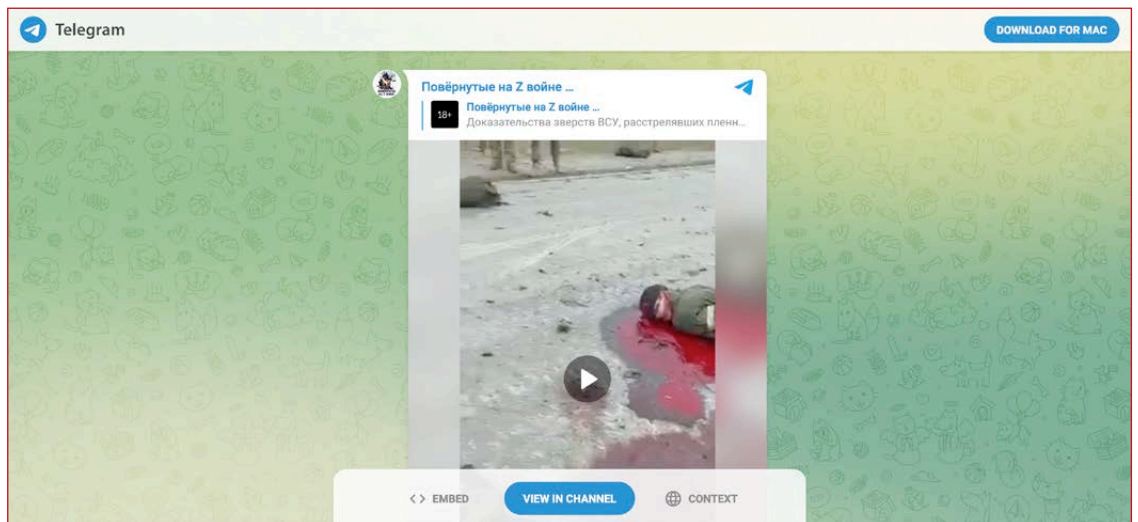 Telegram
DOWNLOAD FOR MAC
Повёрнутые на Z войне ...
Повёрнутые на Z войне ...
18+
Доказательства зверств ВСУ, расстрелявших пленн...
EMBED
VIEW IN CHANNEL
CONTEXT